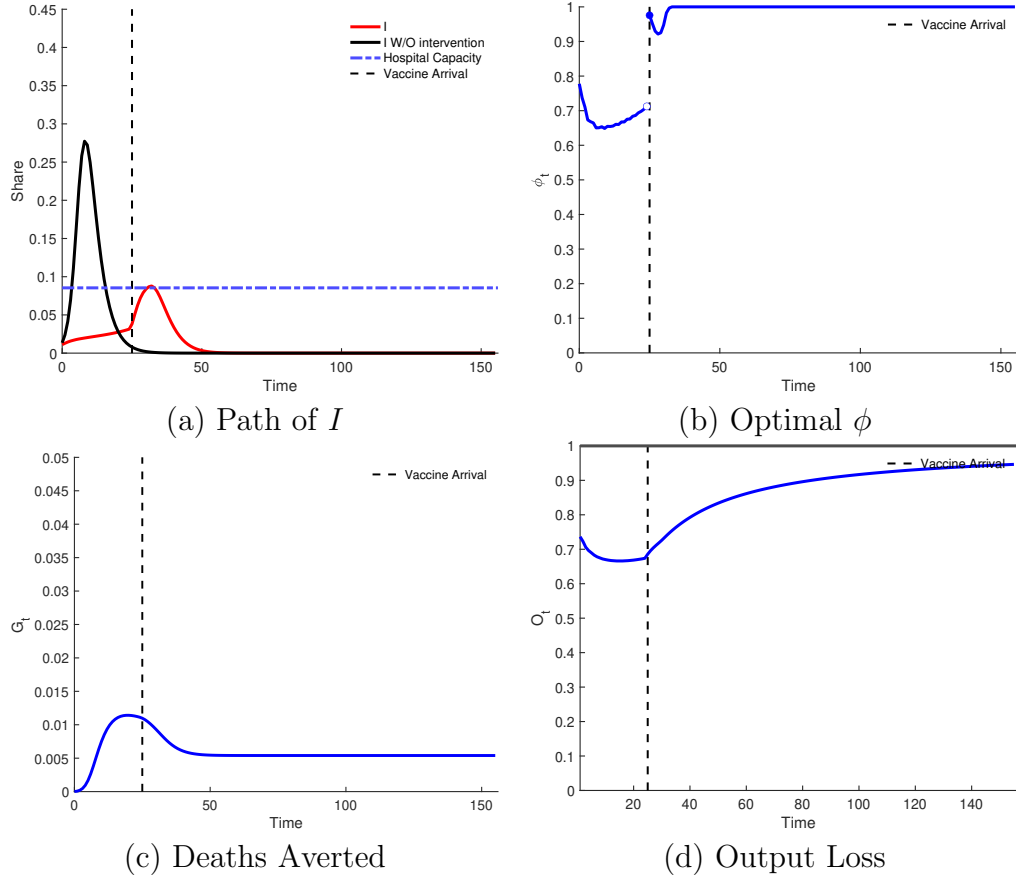 0.45
0.4
0.35
0.3
0.25
0.2
0.15
0.1
0.05
0
Share
0 50 100 150
Time
I
I W/O intervention
Hospital Capacity
Vaccine Arrival
(a) Path of I
1
0.9
0.8
0.7
0.6
0.5
0.4
0.3
0.2
0.1
0
ϕt
0 50 100 150
Time
Vaccine Arrival
(b) Optimal ϕ
0.05
0.045
0.04
0.035
0.03
0.025
0.02
0.015
0.01
0.005
0
Gt
0 50 100 150
Time
Vaccine Arrival
(c) Deaths Averted
1
0.9
0.8
0.7
0.6
0.5
0.4
0.3
0.2
0.1
0
Ot
20 40 60 80 100 120 140
Time
Vaccine Arrival
(d) Output Loss